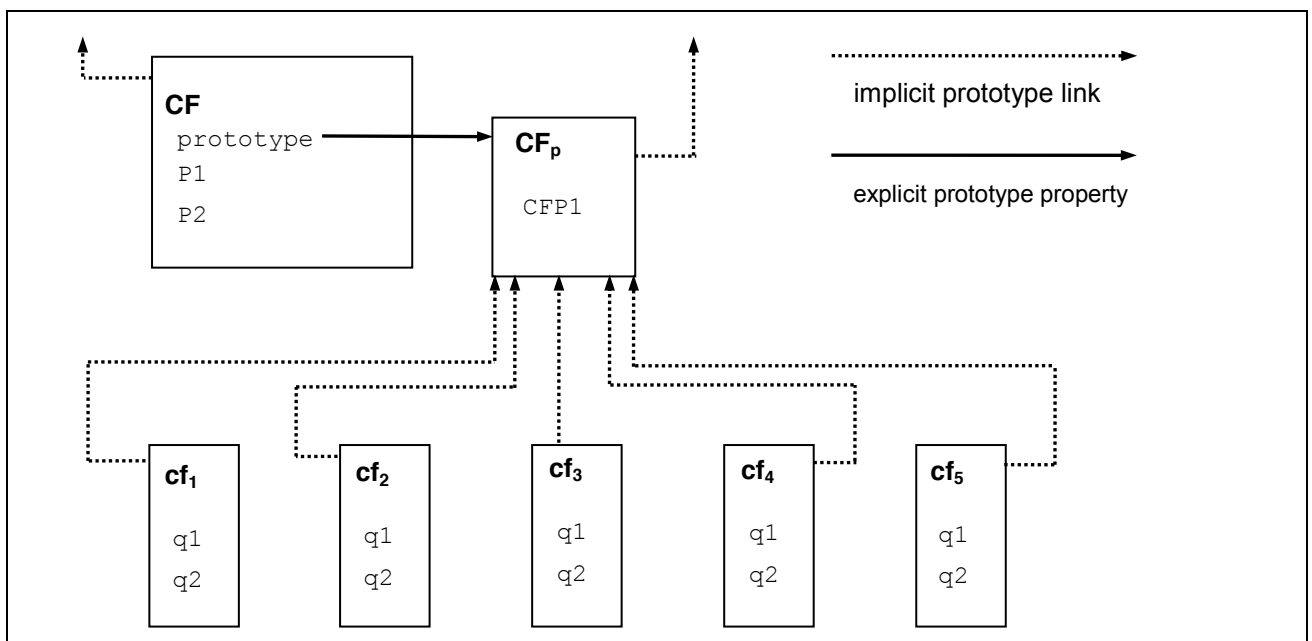 CF
prototype
P1
P2
CFp
CFP1
implicit prototype link
explicit prototype property
cf1
q1
q2
cf2
q1
q2
cf3
q1
q2
cf4
q1
q2
cf5
q1
q2